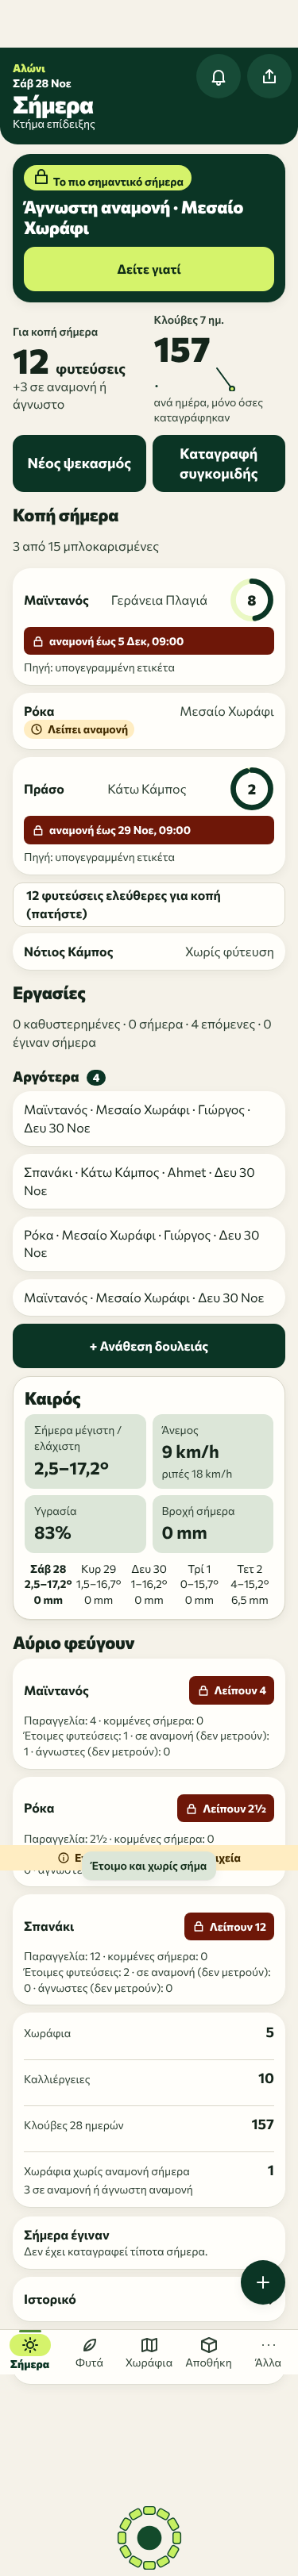 Αλώνι
Σάβ 28 Νοε
Σήμερα
Κτήμα επίδειξης
Το πιο σημαντικό σήμερα
Άγνωστη αναμονή · Μεσαίο
Χωράφι
Δείτε γιατί
Για κοπή σήμερα
12 φυτεύσεις
+3 σε αναμονή ή
άγνωστο
Κλούβες 7 ημ.
157
ανά ημέρα, μόνο όσες
καταγράφηκαν
Νέος ψεκασμός
Καταγραφή
συγκομιδής
Κοπή σήμερα
3 από 15 μπλοκαρισμένες
Μαϊντανός Γεράνεια Πλαγιά 8
αναμονή έως 5 Δεκ, 09:00
Πηγή: υπογεγραμμένη ετικέτα
Ρόκα Μεσαίο Χωράφι
Λείπει αναμονή
Πράσο Κάτω Κάμπος 2
αναμονή έως 29 Νοε, 09:00
Πηγή: υπογεγραμμένη ετικέτα
12 φυτεύσεις ελεύθερες για κοπή
(πατήστε)
Νότιος Κάμπος Χωρίς φύτευση
Εργασίες
0 καθυστερημένες · 0 σήμερα · 4 επόμενες · 0
έγιναν σήμερα
Αργότερα 4
Μαϊντανός · Μεσαίο Χωράφι · Γιώργος ·
Δευ 30 Νοε
Σπανάκι · Κάτω Κάμπος · Ahmet · Δευ 30
Νοε
Ρόκα · Μεσαίο Χωράφι · Γιώργος · Δευ 30
Νοε
Μαϊντανός · Μεσαίο Χωράφι · Δευ 30 Νοε
+ Ανάθεση δουλειάς
Καιρός
Σήμερα μέγιστη /
ελάχιστη
2,5–17,2°
Άνεμος
9 km/h
ριπές 18 km/h
Υγρασία
83%
Βροχή σήμερα
0 mm
Σάβ 28 Κυρ 29 Δευ 30 Τρί 1 Τετ 2
2,5–17,2° 1,5–16,7° 1–16,2° 0–15,7° 4–15,2°
0 mm 0 mm 0 mm 0 mm 6,5 mm
Αύριο φεύγουν
Μαϊντανός Λείπουν 4
Παραγγελία: 4 · κομμένες σήμερα: 0
Έτοιμες φυτεύσεις: 1 · σε αναμονή (δεν μετρούν):
1 · άγνωστες (δεν μετρούν): 0
Ρόκα Λείπουν 2½
Παραγγελία: 2½ · κομμένες σήμερα: 0
Έτοιμο και χωρίς σήμα
Σπανάκι Λείπουν 12
Παραγγελία: 12 · κομμένες σήμερα: 0
Έτοιμες φυτεύσεις: 2 · σε αναμονή (δεν μετρούν):
0 · άγνωστες (δεν μετρούν): 0
Χωράφια 5
Καλλιέργειες 10
Κλούβες 28 ημερών 157
Χωράφια χωρίς αναμονή σήμερα 1
3 σε αναμονή ή άγνωστη αναμονή
Σήμερα έγιναν
Δεν έχει καταγραφεί τίποτα σήμερα.
Ιστορικό
Σήμερα Φυτά Χωράφια Αποθήκη Άλλα